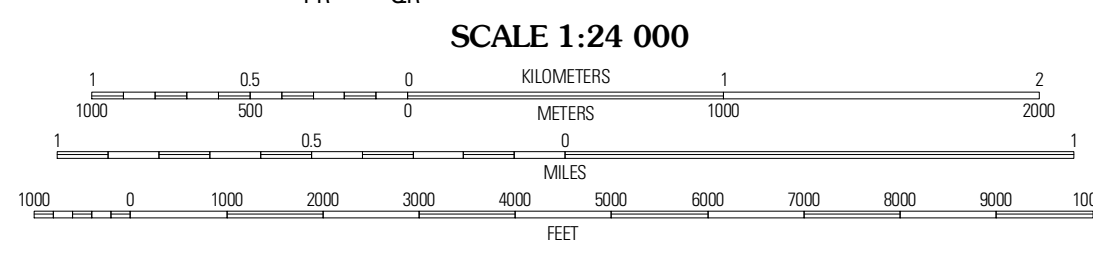 SCALE 1:24 000
1 0.5 0 KILOMETERS 1 2
1000 500 0 METERS 1000 2000
1 0.5 0 1
MILES
1000 0 1000 2000 3000 4000 5000 6000 7000 8000 9000 100
FEET